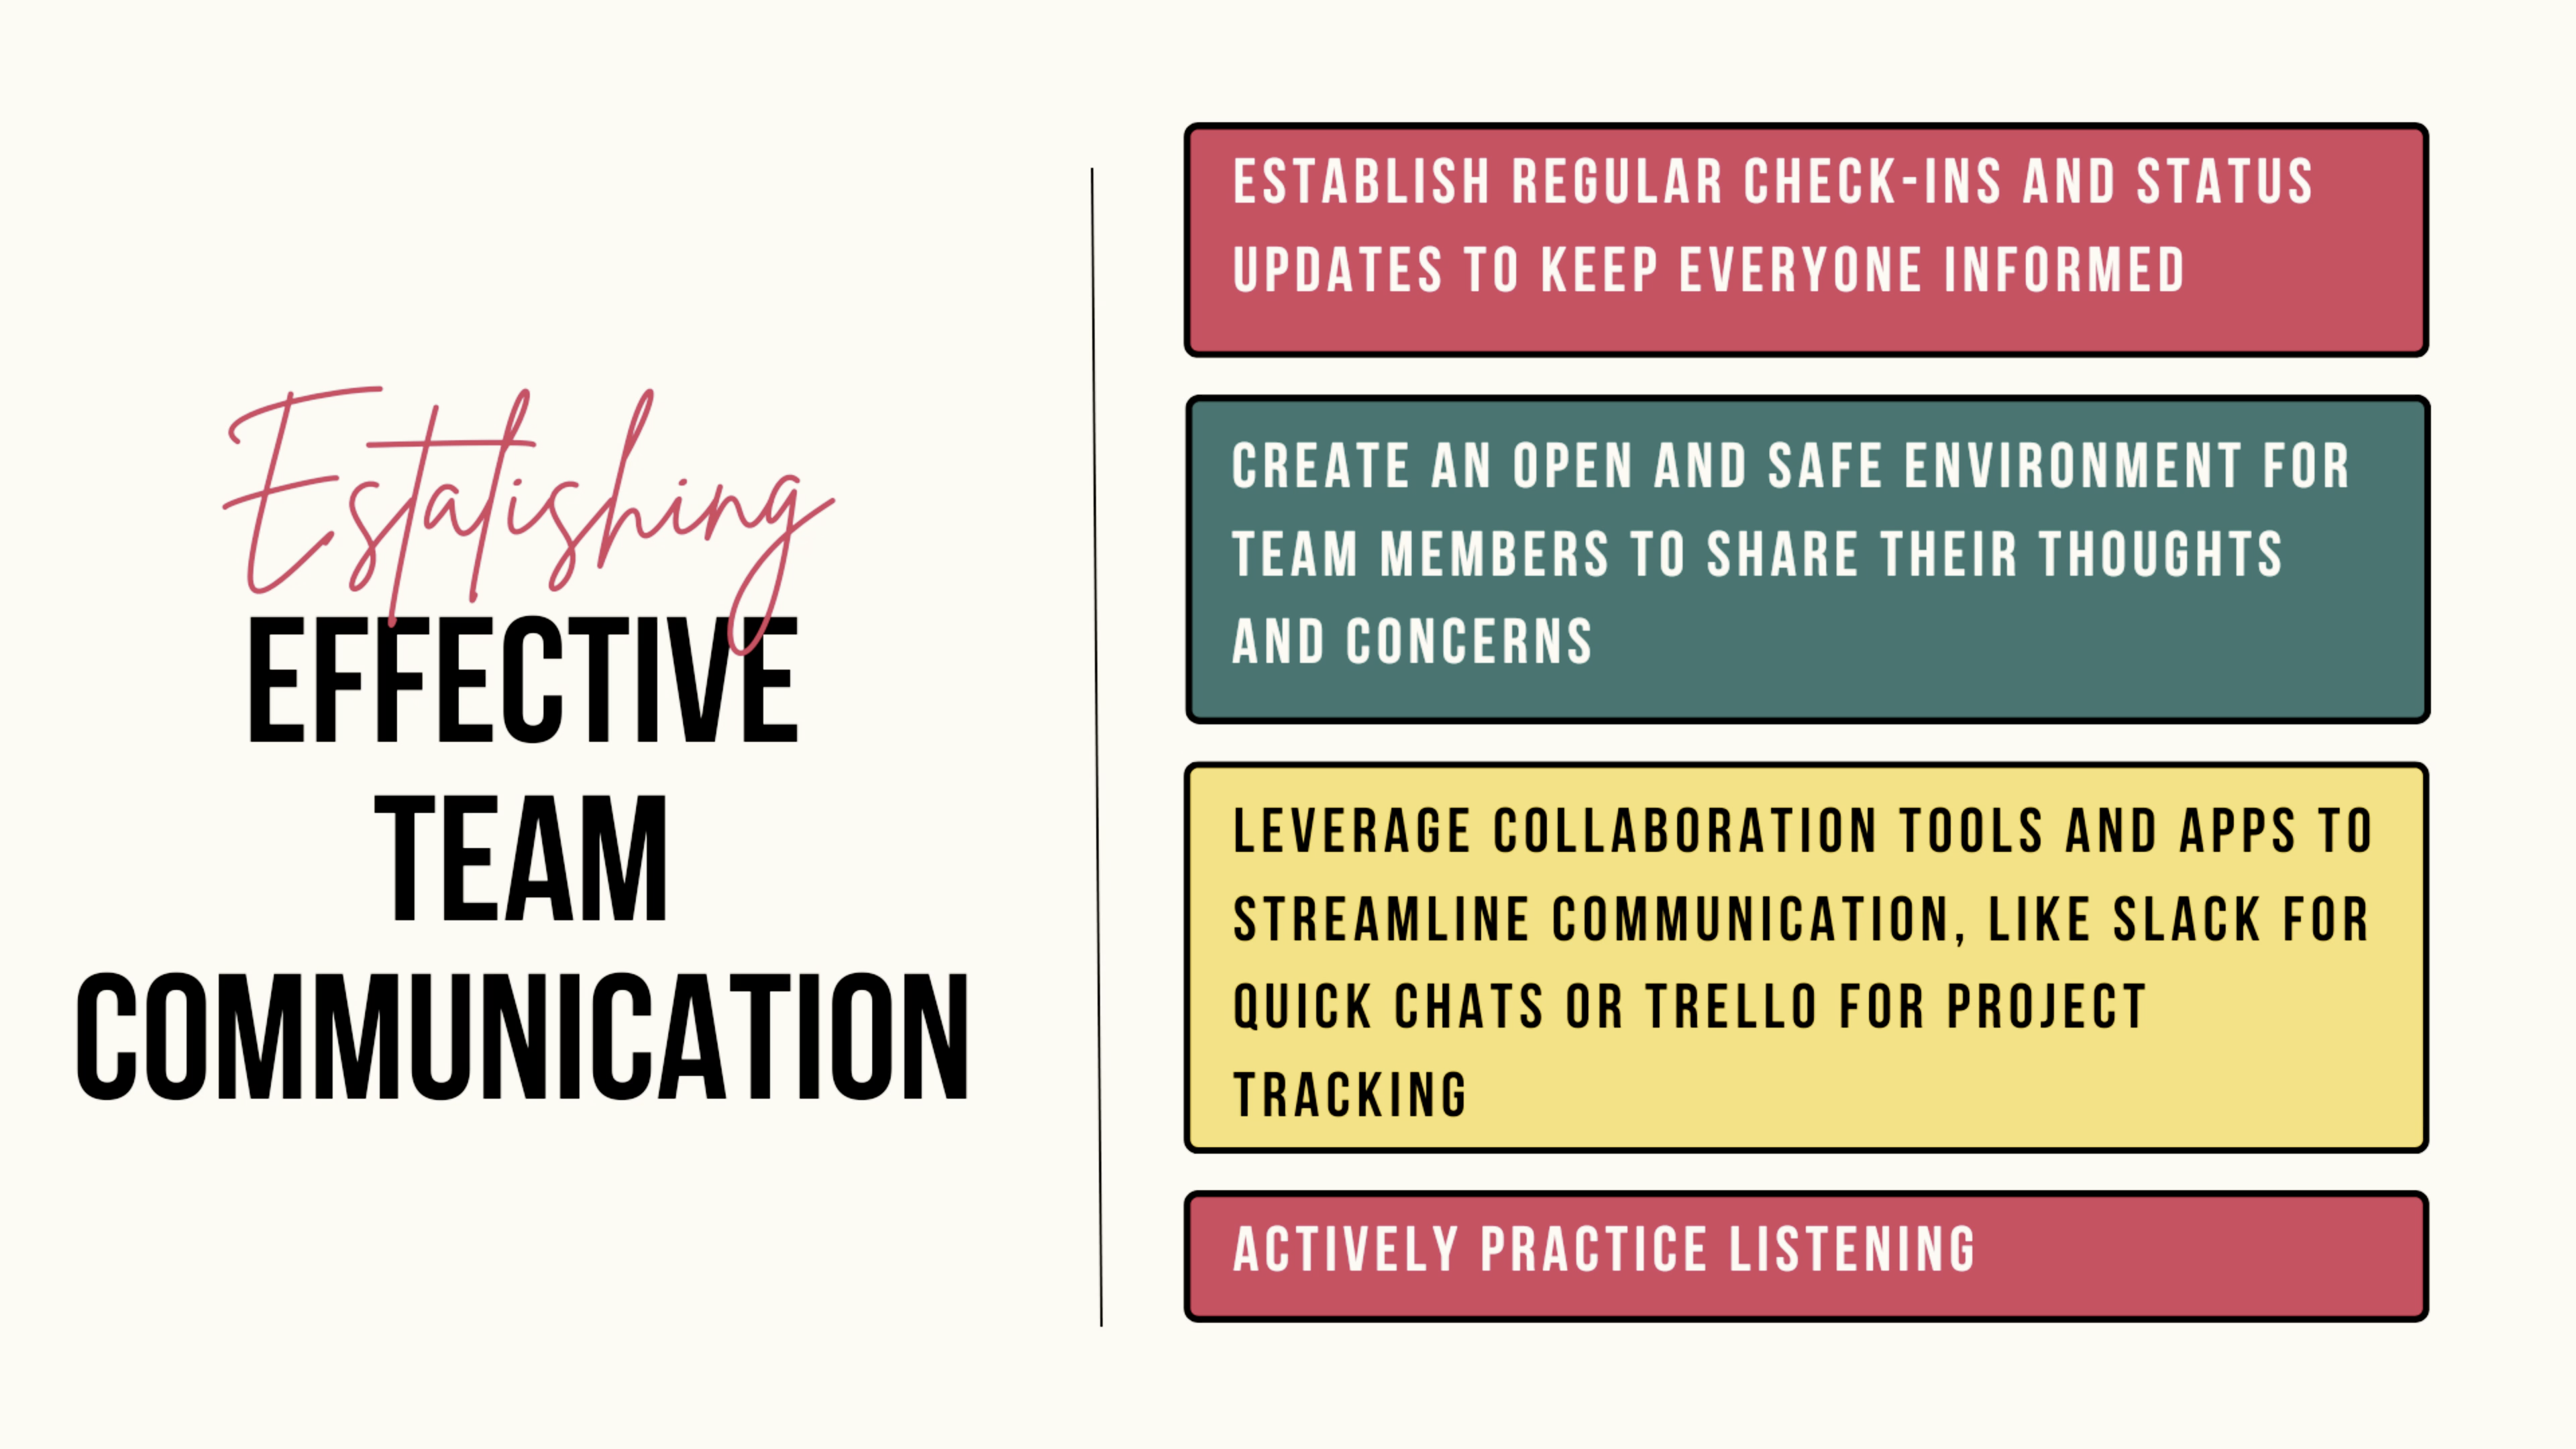 Estatishing
EFFECTIVE
TEAM
COMMUNICATION
ESTABLISH REGULAR CHECK-INS AND STATUS
UPDATES TO KEEP EVERYONE INFORMED
CREATE AN OPEN AND SAFE ENVIRONMENT FOR
TEAM MEMBERS TO SHARE THEIR THOUGHTS
AND CONCERNS
LEVERAGE COLLABORATION TOOLS AND APPS TO
STREAMLINE COMMUNICATION, LIKE SLACK FOR
QUICK CHATS OR TRELLO FOR PROJECT
TRACKING
ACTIVELY PRACTICE LISTENING